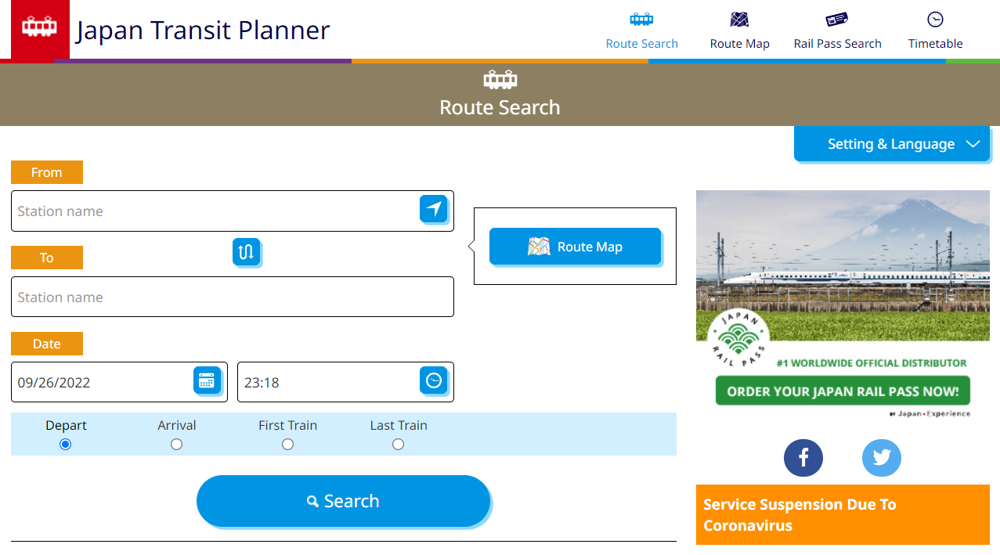 Japan Transit Planner
Route Search
Route Map
Rail Pass Search
Timetable
Route Search
Setting & Language
From
Station name
To
Station name
Route Map
Date
09/26/2022
23:18
Depart
Arrival
First Train
Last Train
Search
JAPAN
RAIL PASS
#1 WORLDWIDE OFFICIAL DISTRIBUTOR
ORDER YOUR JAPAN RAIL PASS NOW!
BY Japan Experience
Service Suspension Due To
Coronavirus